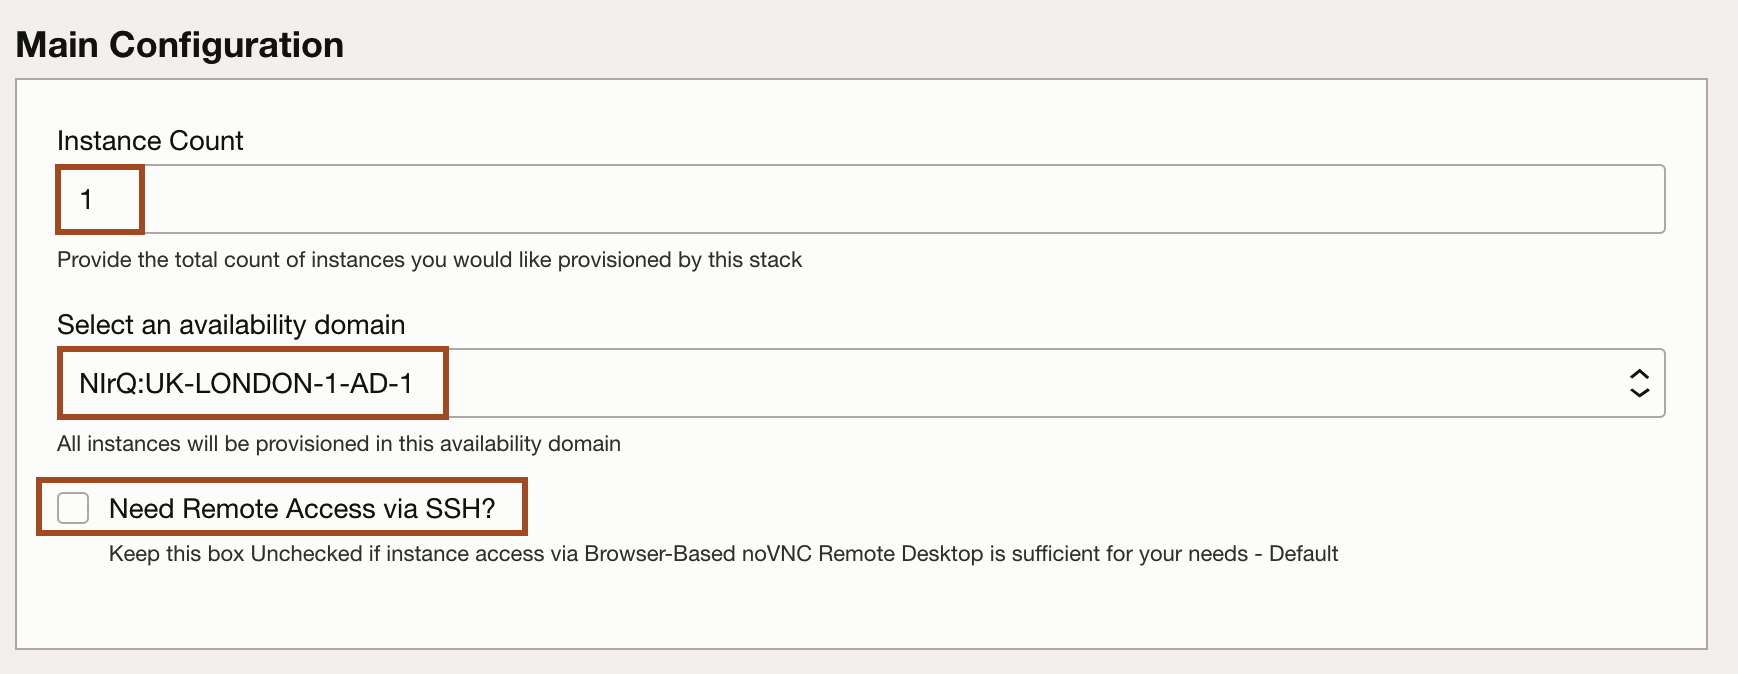 Main Configuration
Instance Count
1
Provide the total count of instances you would like provisioned by this stack
Select an availability domain
NIrQ:UK-LONDON-1-AD-1
All instances will be provisioned in this availability domain
Need Remote Access via SSH?
Keep this box Unchecked if instance access via Browser-Based noVNC Remote Desktop is sufficient for your needs - Default